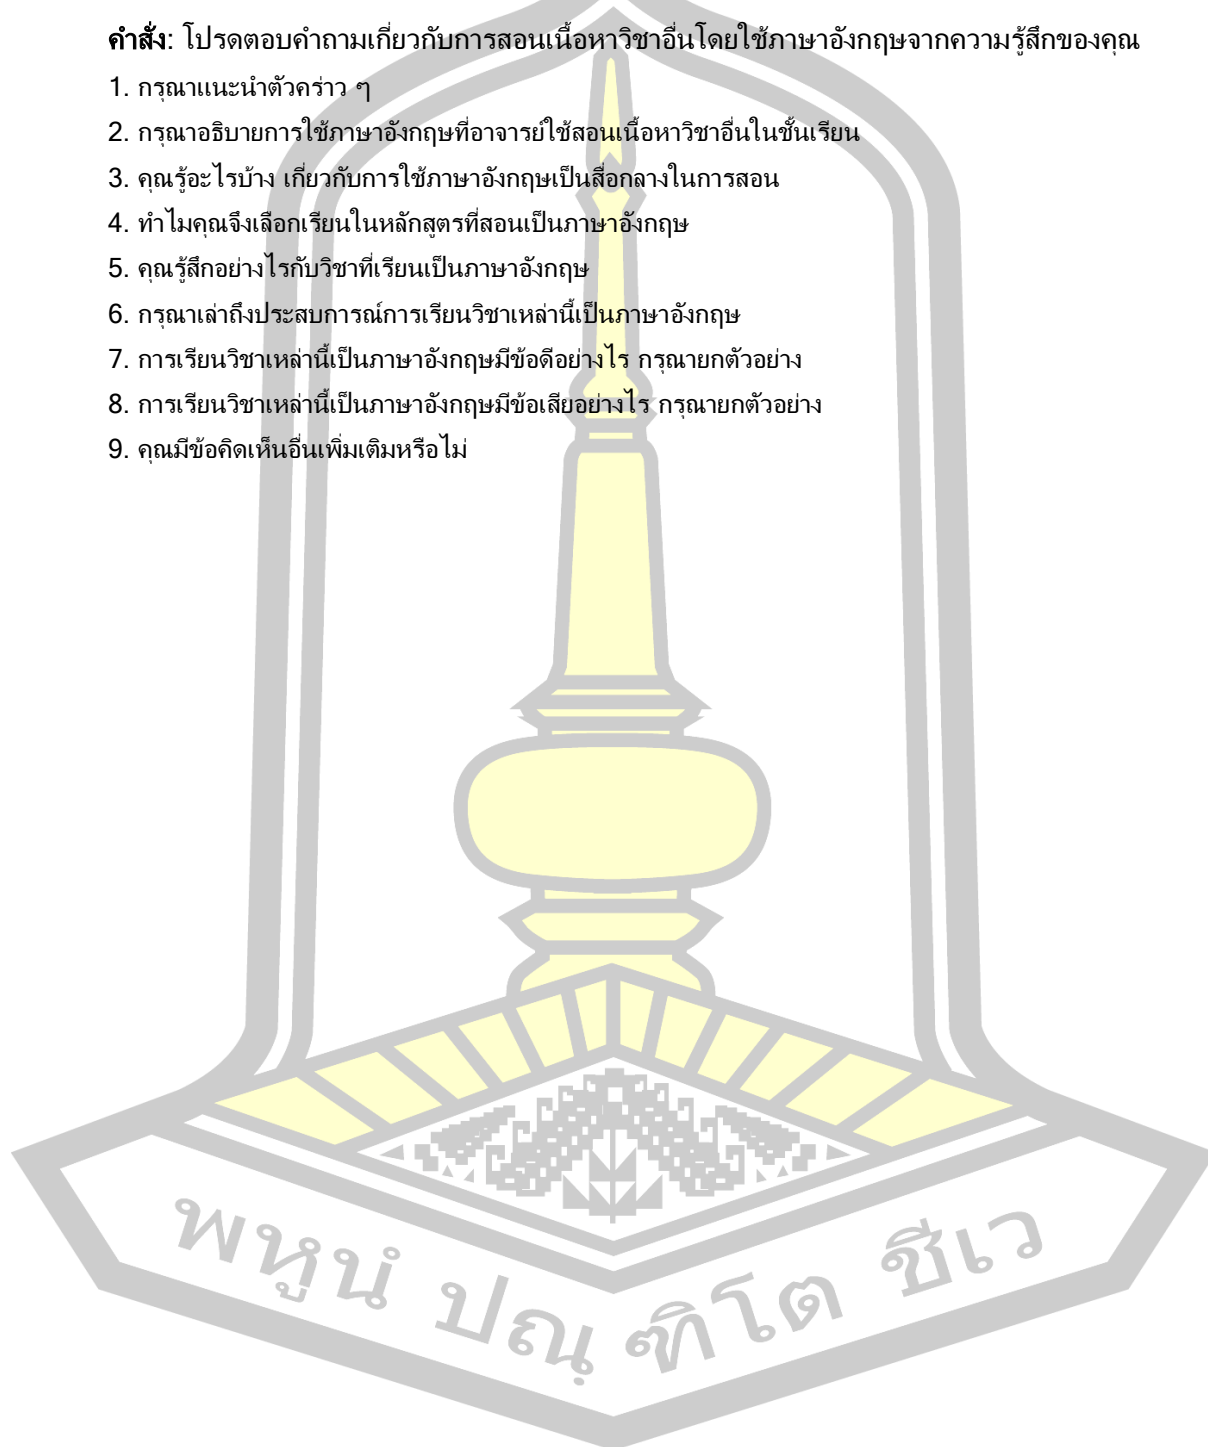 คำสั่ง: โปรดตอบคำถามเกี่ยวกับการสอนเนื้อหาวิชาอื่นโดยใช้ภาษาอังกฤษจากความรู้สึกของคุณ
1. กรุณาแนะนำตัวคร่าว ๆ
2. กรุณาอธิบายการใช้ภาษาอังกฤษที่อาจารย์ใช้สอนเนื้อหาวิชาอื่นในชั้นเรียน
3. คุณรู้อะไรบ้าง เกี่ยวกับการใช้ภาษาอังกฤษเป็นสื่อกลางในการสอน
4. ทำไมคุณจึงเลือกเรียนในหลักสูตรที่สอนเป็นภาษาอังกฤษ
5. คุณรู้สึกอย่างไรกับวิชาที่เรียนเป็นภาษาอังกฤษ
6. กรุณาเล่าถึงประสบการณ์การเรียนวิชาเหล่านี้เป็นภาษาอังกฤษ
7. การเรียนวิชาเหล่านี้เป็นภาษาอังกฤษมีข้อดีอย่างไร กรุณายกตัวอย่าง
8. การเรียนวิชาเหล่านี้เป็นภาษาอังกฤษมีข้อเสียอย่างไร กรุณายกตัวอย่าง
9. คุณมีข้อคิดเห็นอื่นเพิ่มเติมหรือไม่
พหูนํ ปณฺ ฑิโต ชีเว